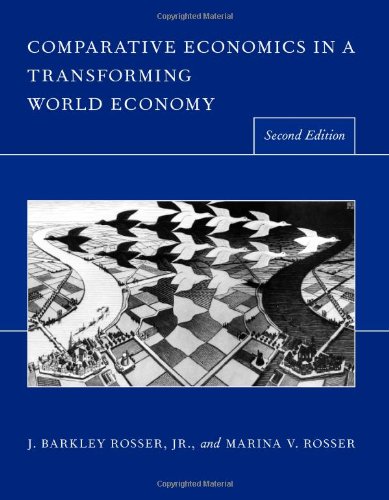 Copyrighted Material
COMPARATIVE ECONOMICS IN A
TRANSFORMING
WORLD ECONOMY
Second Edition
J. BARKLEY ROSSER, JR., and MARINA V. ROSSER
Copyrighted Material